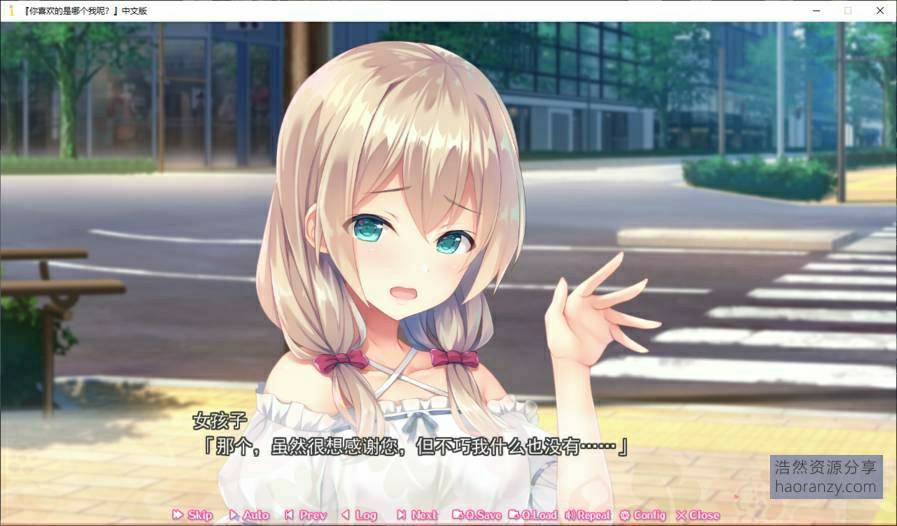 『你喜欢的是哪个我呢？』中文版
女孩子
「那个，虽然很想感谢您，但不巧我什么也没有……」
浩然资源分享
haoranzy.com
Skip Auto Prev Log Next Q.Save Q.Load Repeat Config Close